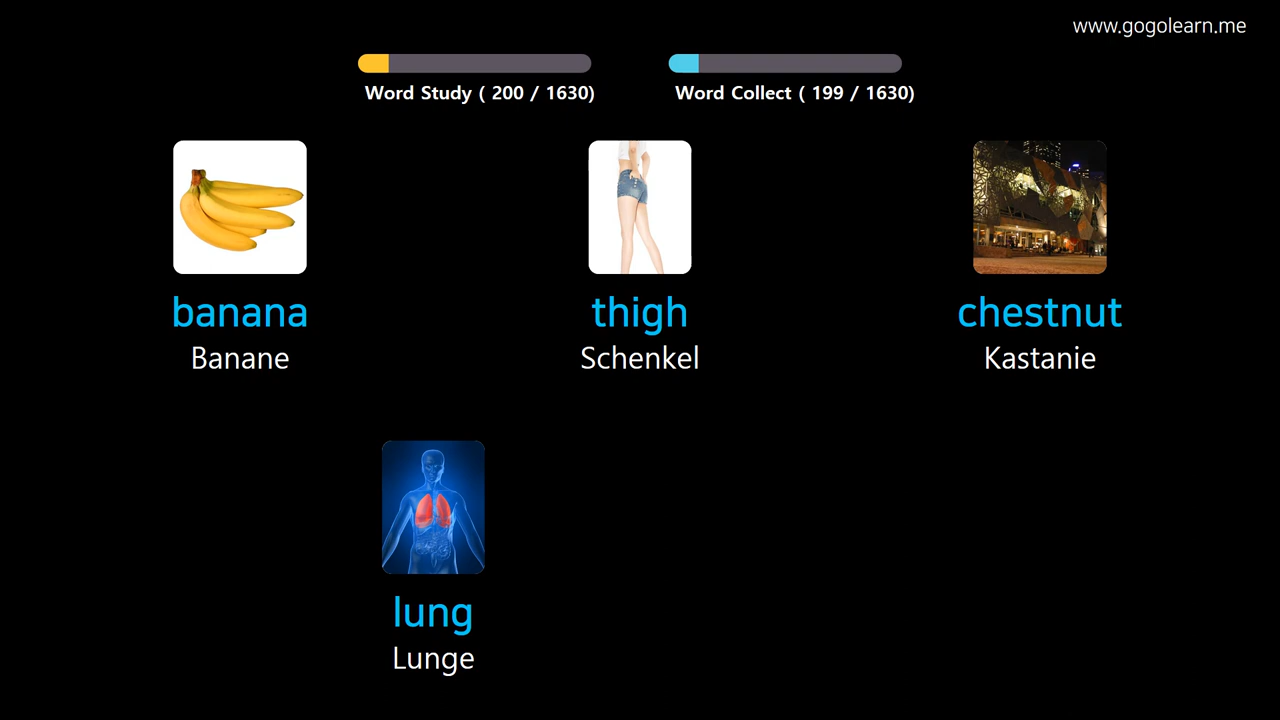 www.gogolearn.me
Word Study ( 200 / 1630)
Word Collect ( 199 / 1630)
banana
Banane
thigh
Schenkel
chestnut
Kastanie
lung
Lunge